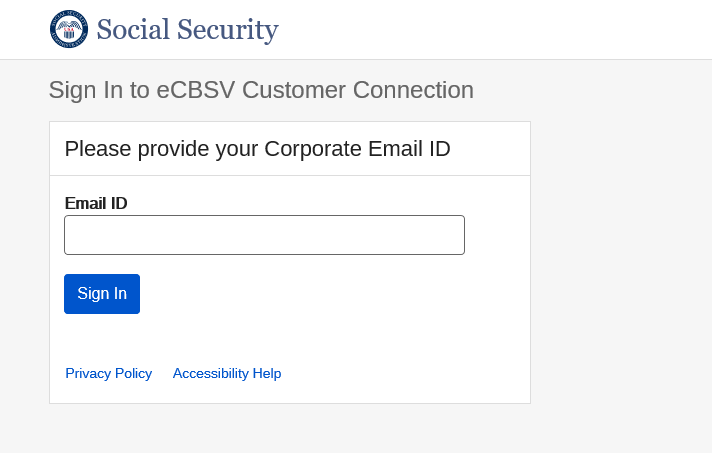 Social Security
Sign In to eCBSV Customer Connection
Please provide your Corporate Email ID
Email ID
Sign In
Privacy Policy Accessibility Help